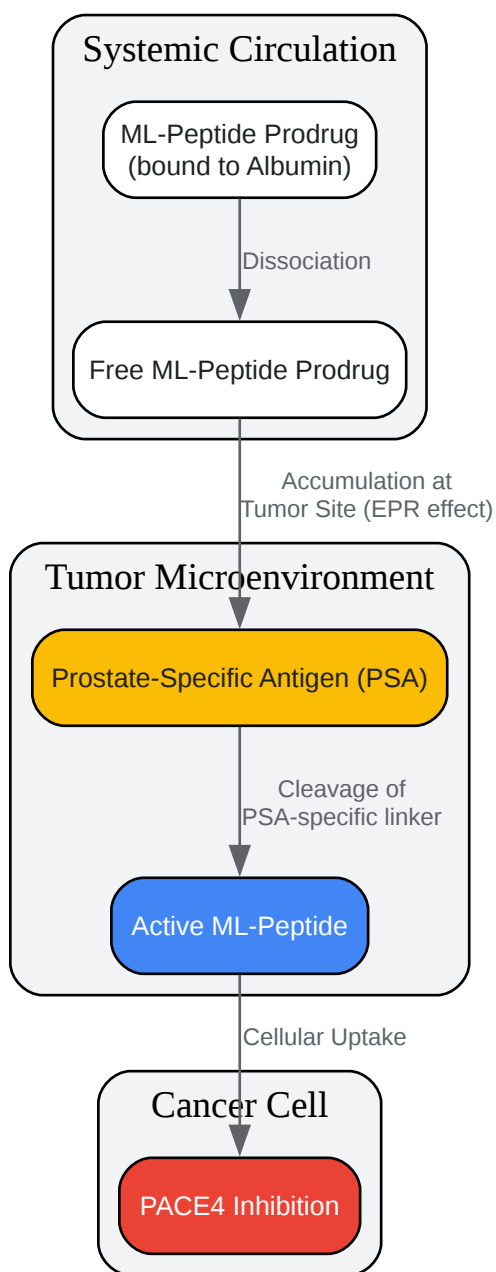 Systemic Circulation
ML-Peptide Prodrug
(bound to Albumin)
Dissociation
Free ML-Peptide Prodrug
Accumulation at
Tumor Site (EPR effect)
Tumor Microenvironment
Prostate-Specific Antigen (PSA)
Cleavage of
PSA-specific linker
Active ML-Peptide
Cellular Uptake
Cancer Cell
PACE4 Inhibition